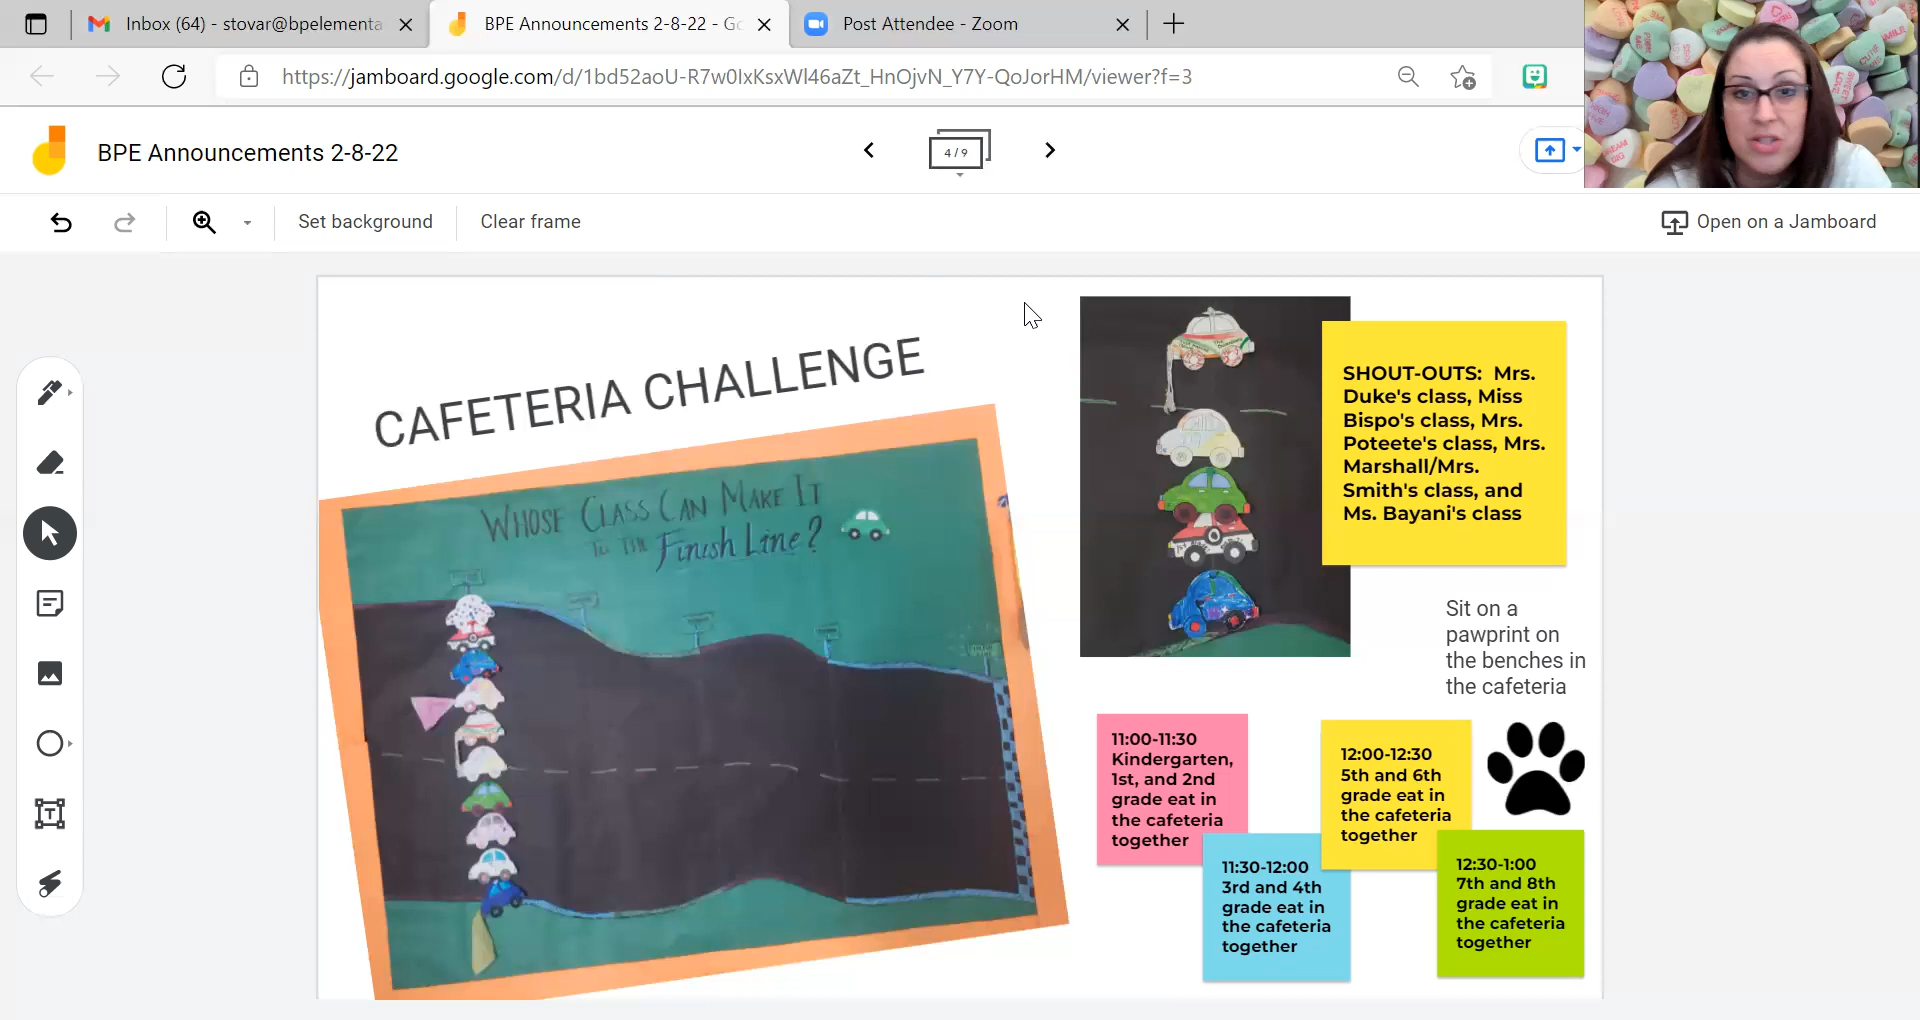 Inbox (64) - stovar@bpelementa
BPE Announcements 2-8-22 - Go
Post Attendee - Zoom
https://jamboard.google.com/d/1bd52aoU-R7w0IxKsxWl46aZt_HnOjvN_Y7Y-QoJorHM/viewer?f=3
BPE Announcements 2-8-22
4 / 9
Set background
Clear frame
Open on a Jamboard
CAFETERIA CHALLENGE
WHOSE CLASS CAN MAKE IT
TO THE Finish Line?
SHOUT-OUTS: Mrs.
Duke's class, Miss
Bispo's class, Mrs.
Poteete's class, Mrs.
Marshall/Mrs.
Smith's class, and
Ms. Bayani's class
Sit on a
pawprint on
the benches in
the cafeteria
11:00-11:30
Kindergarten,
1st, and 2nd
grade eat in
the cafeteria
together
11:30-12:00
3rd and 4th
grade eat in
the cafeteria
together
12:00-12:30
5th and 6th
grade eat in
the cafeteria
together
12:30-1:00
7th and 8th
grade eat in
the cafeteria
together